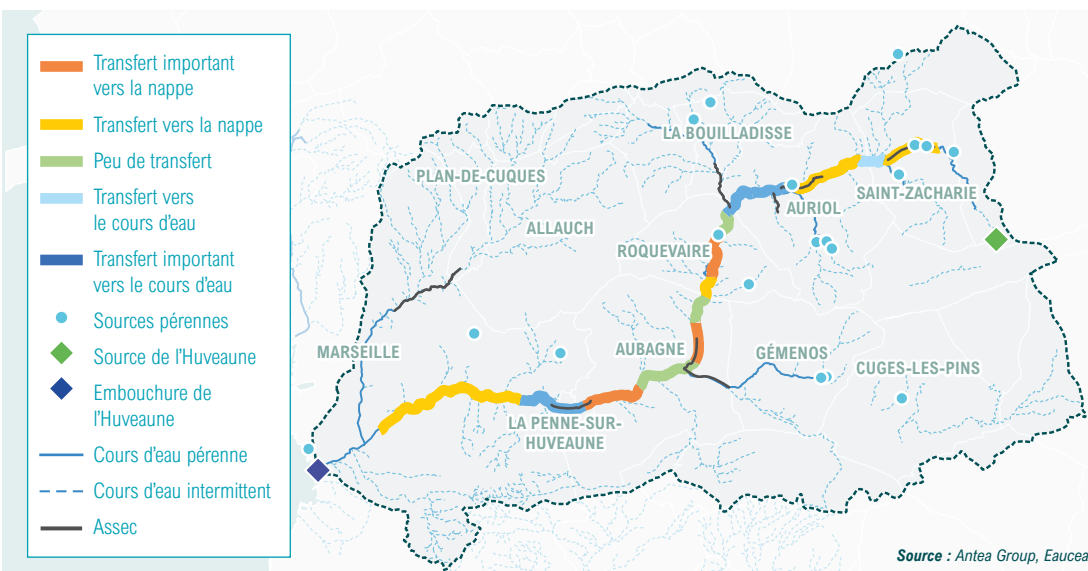 Transfert important
vers la nappe
Transfert vers la nappe
Peu de transfert
Transfert vers
le cours d'eau
Transfert important
vers le cours d'eau
Sources pérennes
Source de l'Huveaune
Embouchure de
l'Huveaune
Cours d'eau pérenne
Cours d'eau intermittent
Assec
LA BOUILLADISSE
PLAN-DE-CUQUES
SAINT-ZACHARIE
AURIOL
ALLAUCH
ROQUEVAIRE
MARSEILLE
AUBAGNE
GÉMENOS
CUGES-LES-PINS
LA PENNE-SUR-
HUVEAUNE
Source : Antea Group, Eaucea